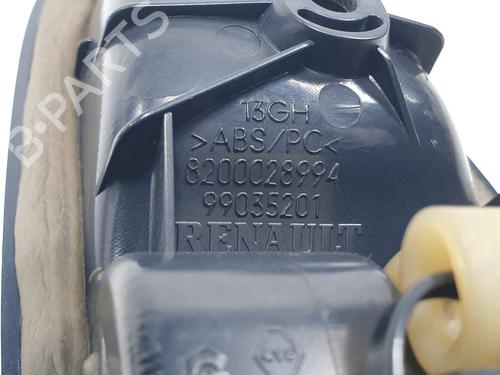 B-PARTS
13GH
>ABS/PC<
8200028994
99035201
RENAULT